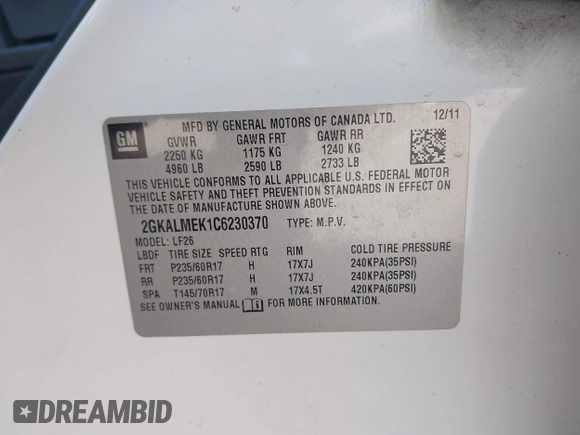 GM
MFD BY GENERAL MOTORS OF CANADA LTD. 12/11
GVWR GAWR FRT GAWR RR
2250 KG 1175 KG 1240 KG
4960 LB 2590 LB 2733 LB
THIS VEHICLE CONFORMS TO ALL APPLICABLE U.S. FEDERAL MOTOR
VEHICLE SAFETY AND THEFT PREVENTION STANDARDS IN EFFECT ON
THE DATE OF MANUFACTURE SHOWN ABOVE.
2GKALMEK1C6230370 TYPE: M.P.V.
MODEL: LF26
LBDF TIRE SIZE SPEED RTG RIM COLD TIRE PRESSURE
FRT P235/60R17 H 17X7J 240KPA(35PSI)
RR P235/60R17 H 17X7J 240KPA(35PSI)
SPA T145/70R17 M 17X4.5T 420KPA(60PSI)
SEE OWNER'S MANUAL FOR MORE INFORMATION.
DREAMBID